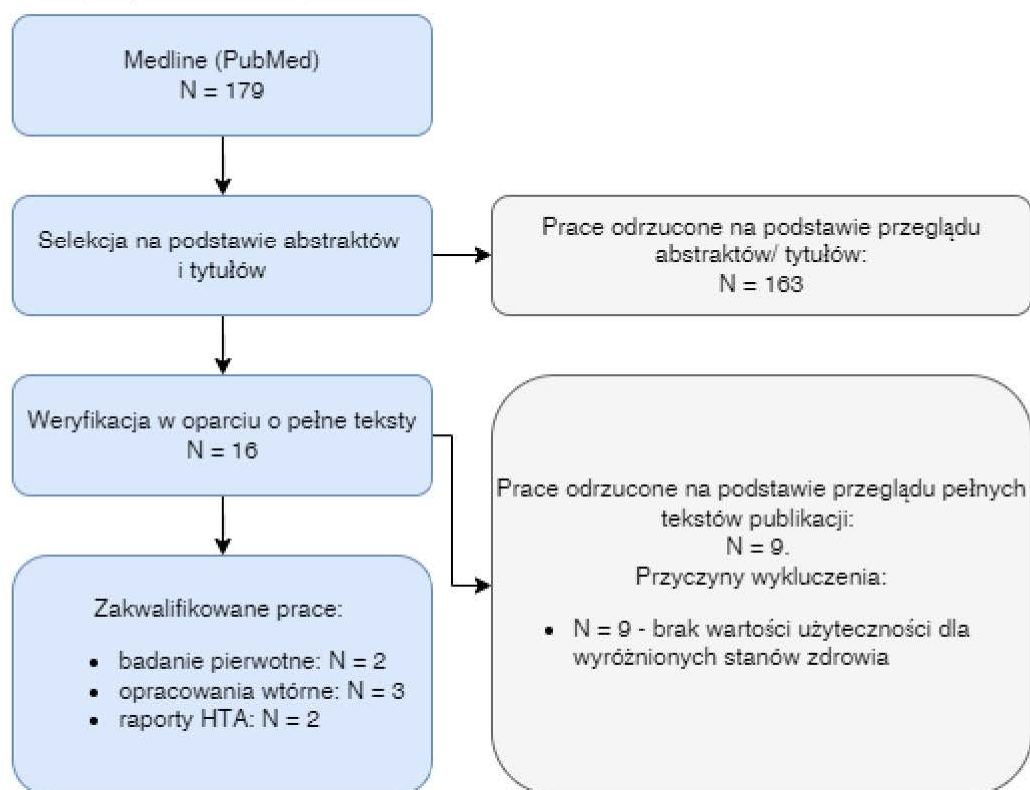 Medline (PubMed)
N = 179
Selekcja na podstawie abstraktów
i tytułów
Prace odrzucone na podstawie przeglądu
abstraktów/ tytułów:
N = 163
Weryfikacja w oparciu o pełne teksty
N = 16
Prace odrzucone na podstawie przeglądu pełnych
tekstów publikacji:
N = 9.
Przyczyny wykluczenia:
• N = 9 - brak wartości użyteczności dla
wyróżnionych stanów zdrowia
Zakwalifikowane prace:
• badanie pierwotne: N = 2
• opracowania wtórne: N = 3
• raporty HTA: N = 2